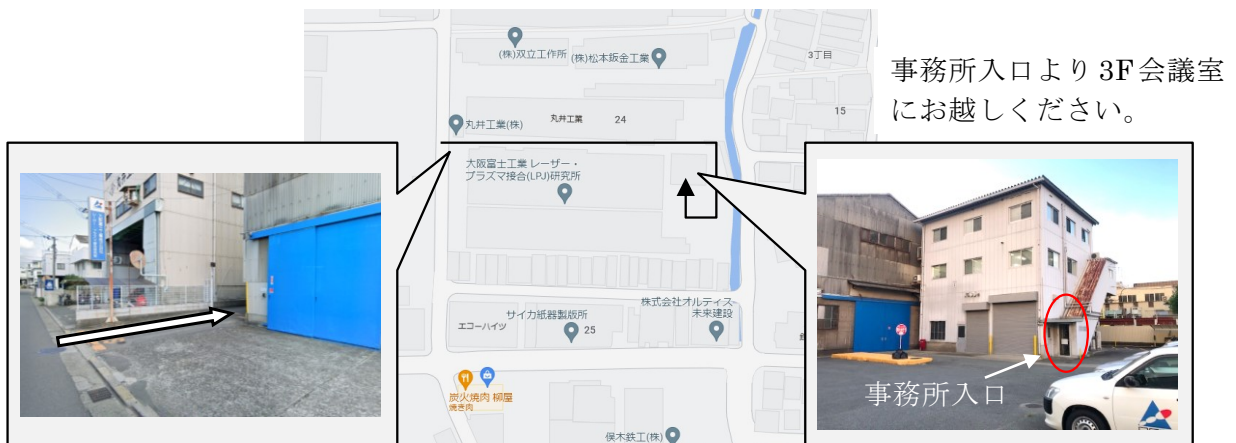 事務所入口より 3F会議室
にお越しください。
(株)双立工作所
(株)松本鈑金工業
3丁目
15
丸井工業(株)
丸井工業
24
大阪富士工業 レーザー・
プラズマ接合(LPJ)研究所
株式会社オルティス
未来建設
サイカ紙器製版所
エコーハイツ
25
炭火焼肉 柳屋
焼き肉
俣木鉄工(株)
事務所入口